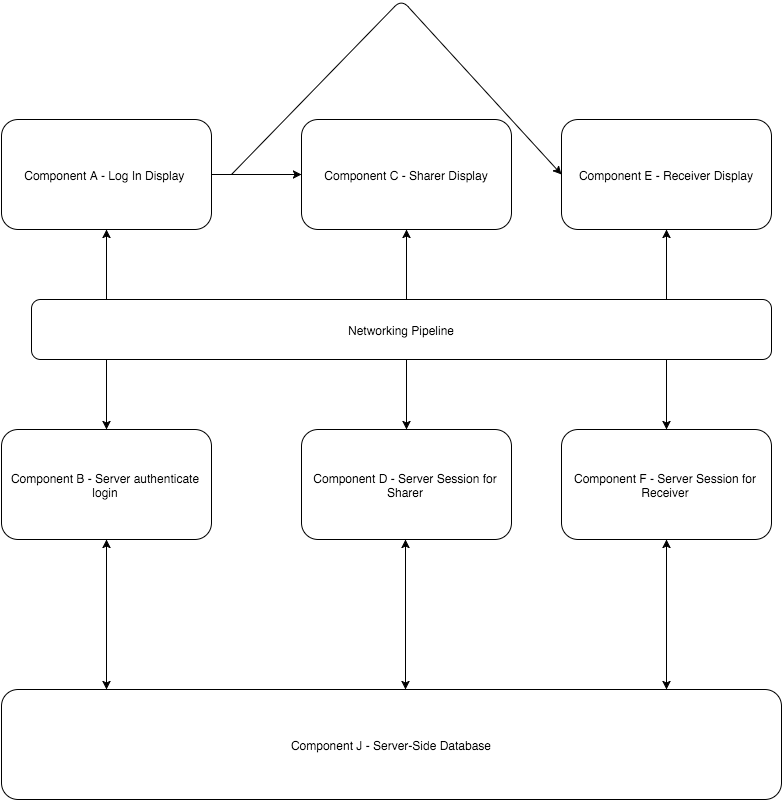 Component A - Log In Display
Component C - Sharer Display
Component E - Receiver Display
Networking Pipeline
Component B - Server authenticate
login
Component D - Server Session for
Sharer
Component F - Server Session for
Receiver
Component J - Server-Side Database